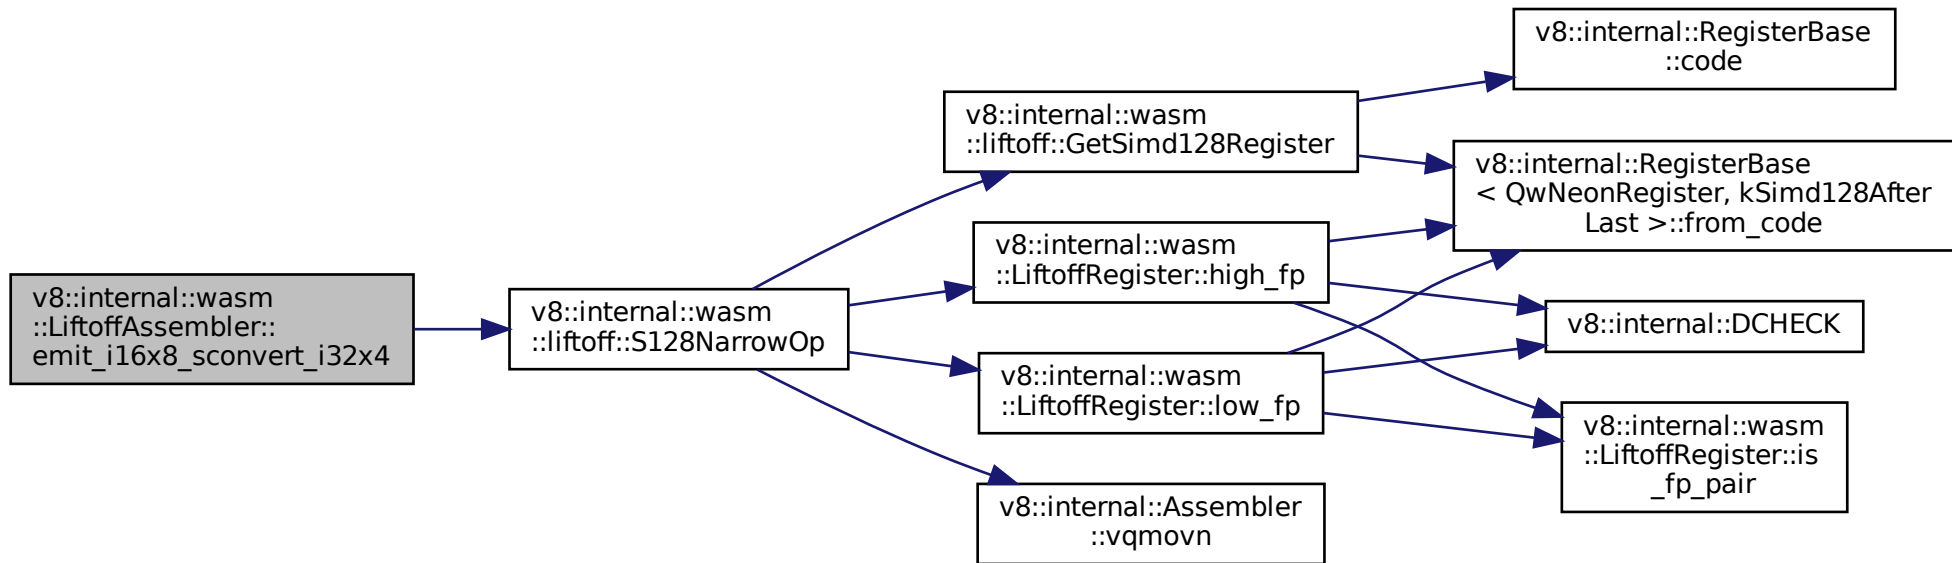 v8::internal::wasm
::LiftoffAssembler::
emit_i16x8_sconvert_i32x4
v8::internal::wasm
::liftoff::S128NarrowOp
v8::internal::wasm
::liftoff::GetSimd128Register
v8::internal::wasm
::LiftoffRegister::high_fp
v8::internal::wasm
::LiftoffRegister::low_fp
v8::internal::Assembler
::vqmovn
v8::internal::RegisterBase
::code
v8::internal::RegisterBase
< QwNeonRegister, kSimd128After
Last >::from_code
v8::internal::DCHECK
v8::internal::wasm
::LiftoffRegister::is
_fp_pair